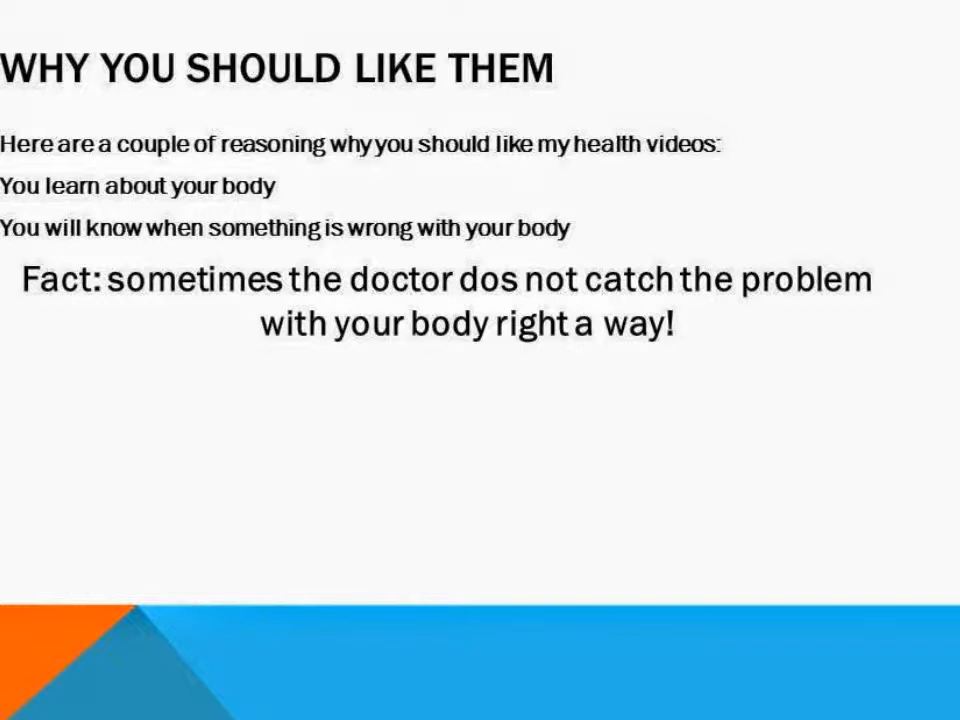 WHY YOU SHOULD LIKE THEM
Here are a couple of reasoning why you should like my health videos:
You learn about your body
You will know when something is wrong with your body
Fact: sometimes the doctor dos not catch the problem
with your body right a way!